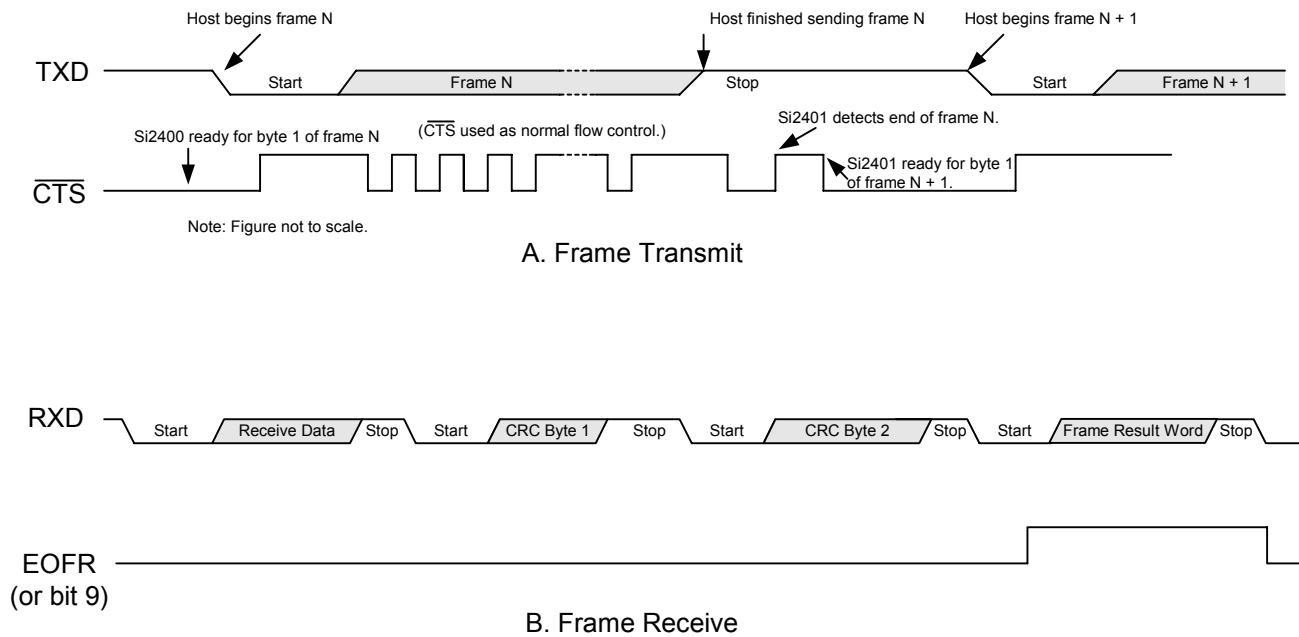 Host begins frame N
Host finished sending frame N
Host begins frame N + 1
TXD
Start
Frame N
Stop
Start
Frame N + 1
Si2400 ready for byte 1 of frame N
(CTS used as normal flow control.)
Si2401 detects end of frame N.
Si2401 ready for byte 1
of frame N + 1.
CTS
Note: Figure not to scale.
A. Frame Transmit
RXD
Start
Receive Data
Stop
Start
CRC Byte 1
Stop
Start
CRC Byte 2
Stop
Start
Frame Result Word
Stop
EOFR
(or bit 9)
B. Frame Receive